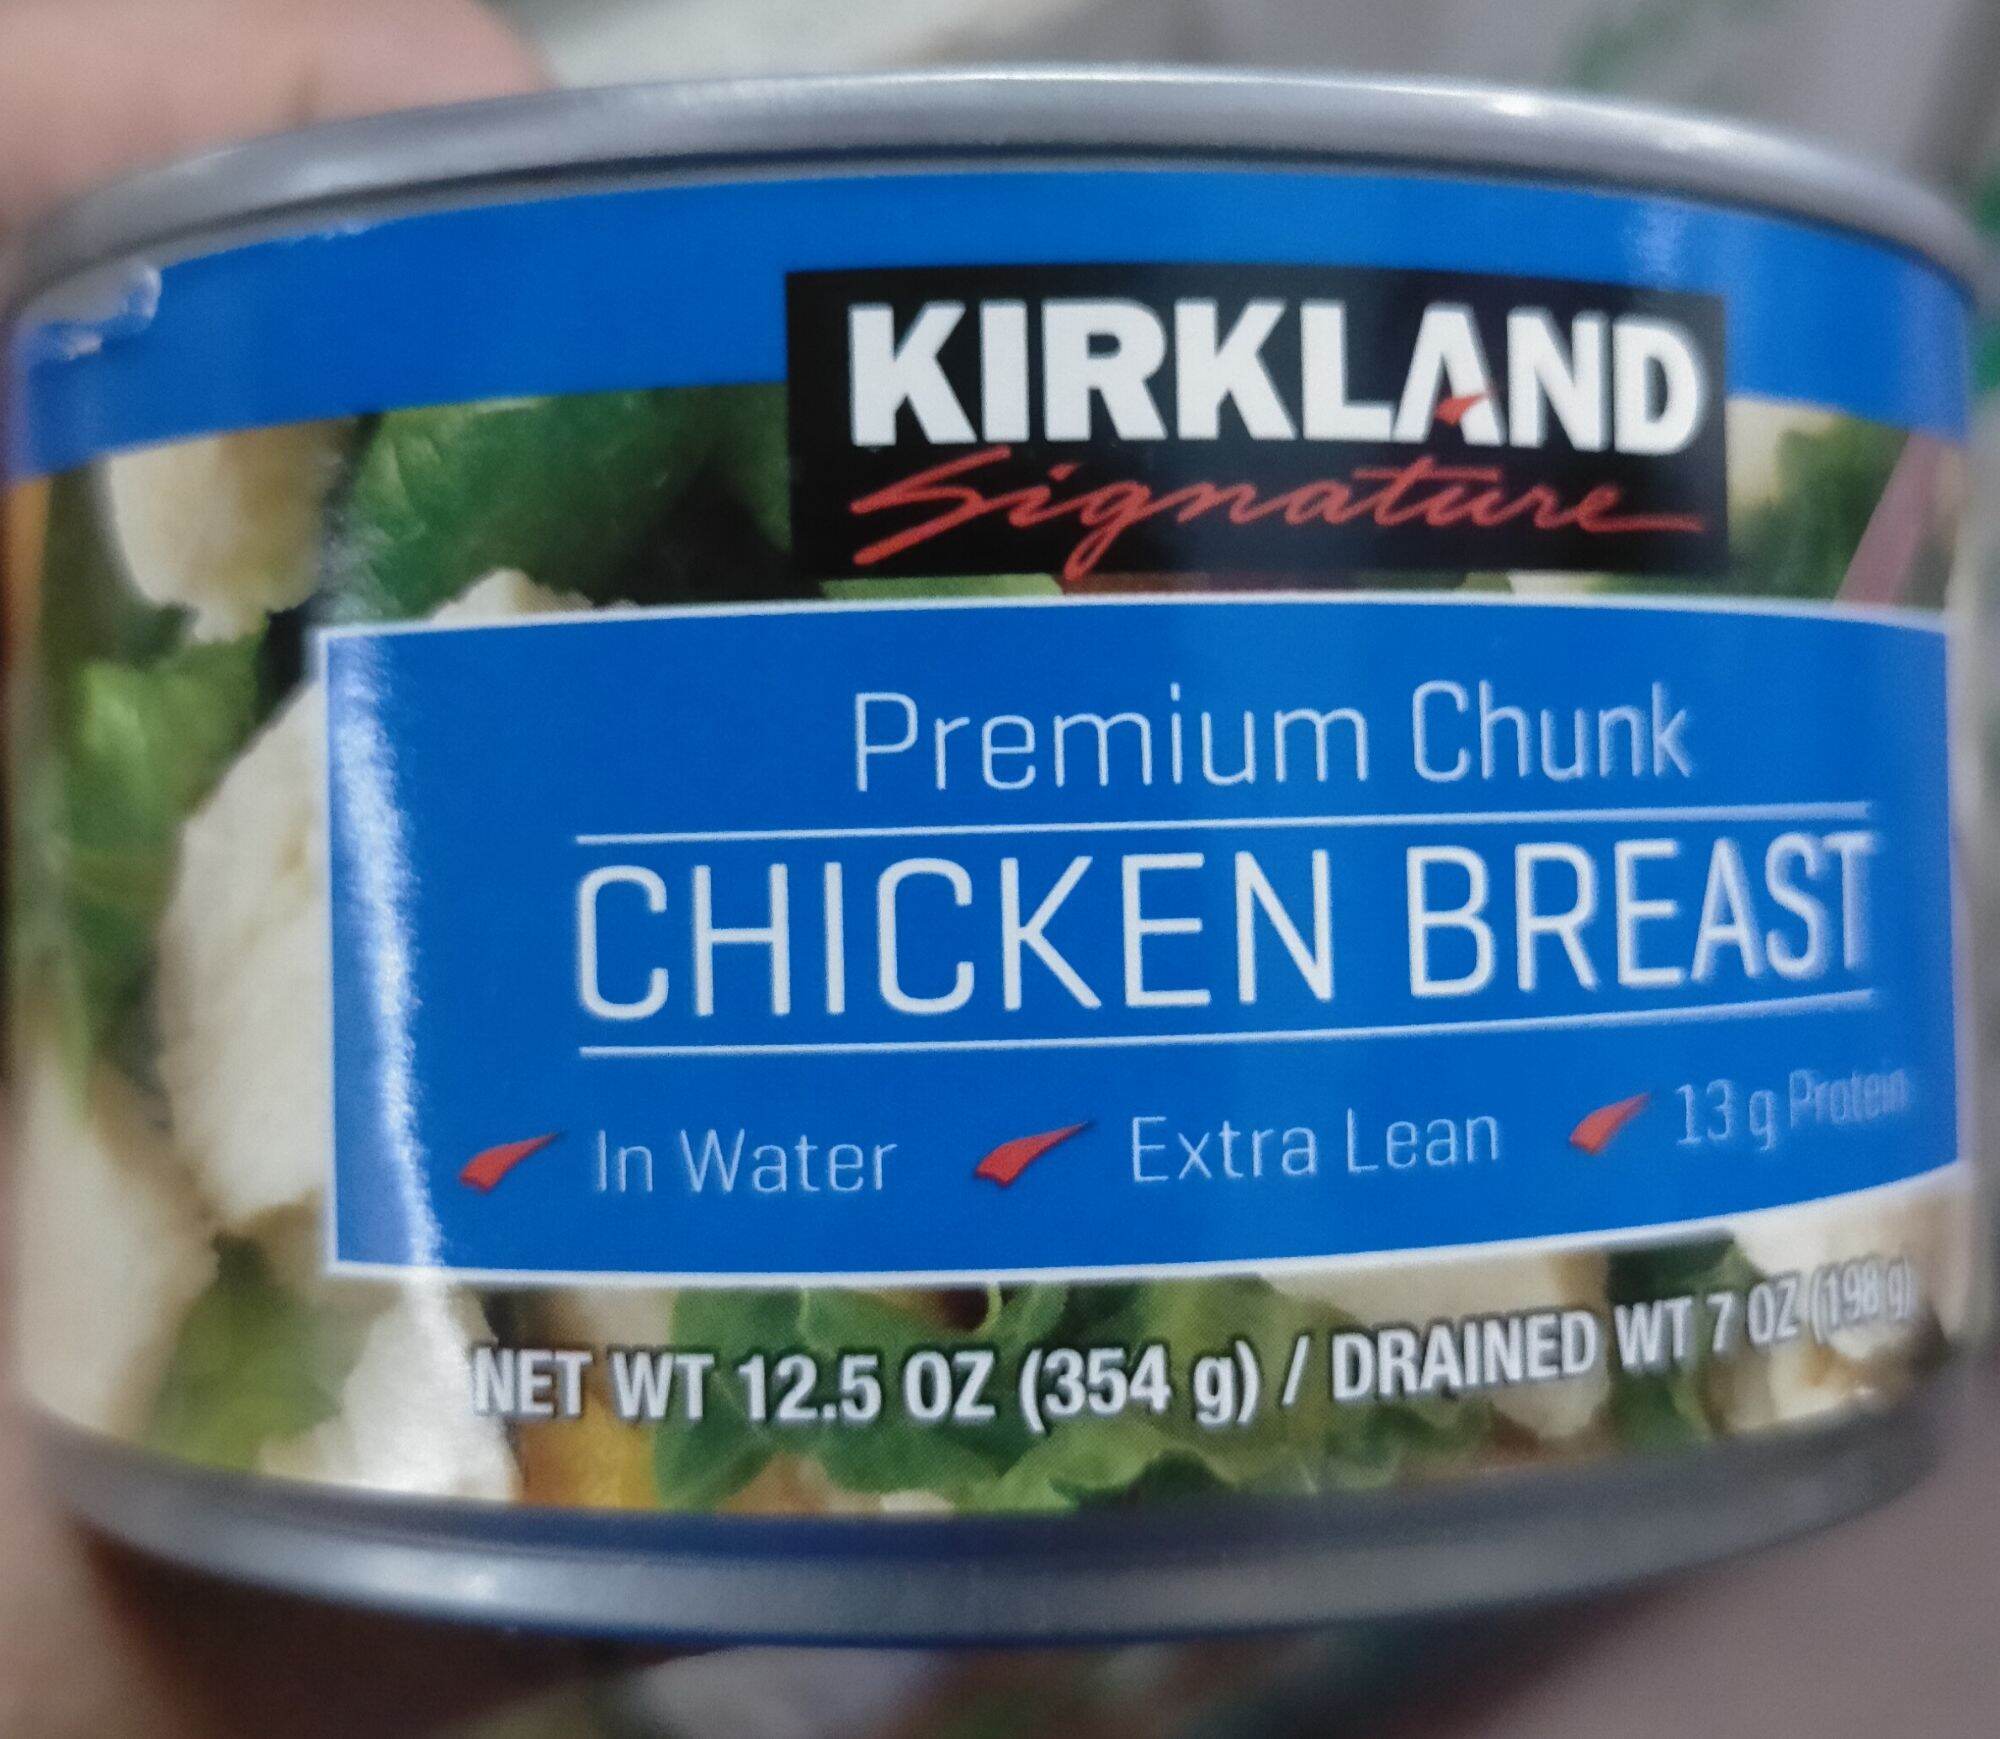 KIRKLAND
Signature
Premium Chunk
CHICKEN BREAST
In Water Extra Lean 13 g Protein
NET WT 12.5 OZ (354 g) / DRAINED WT 7 OZ (198 g)